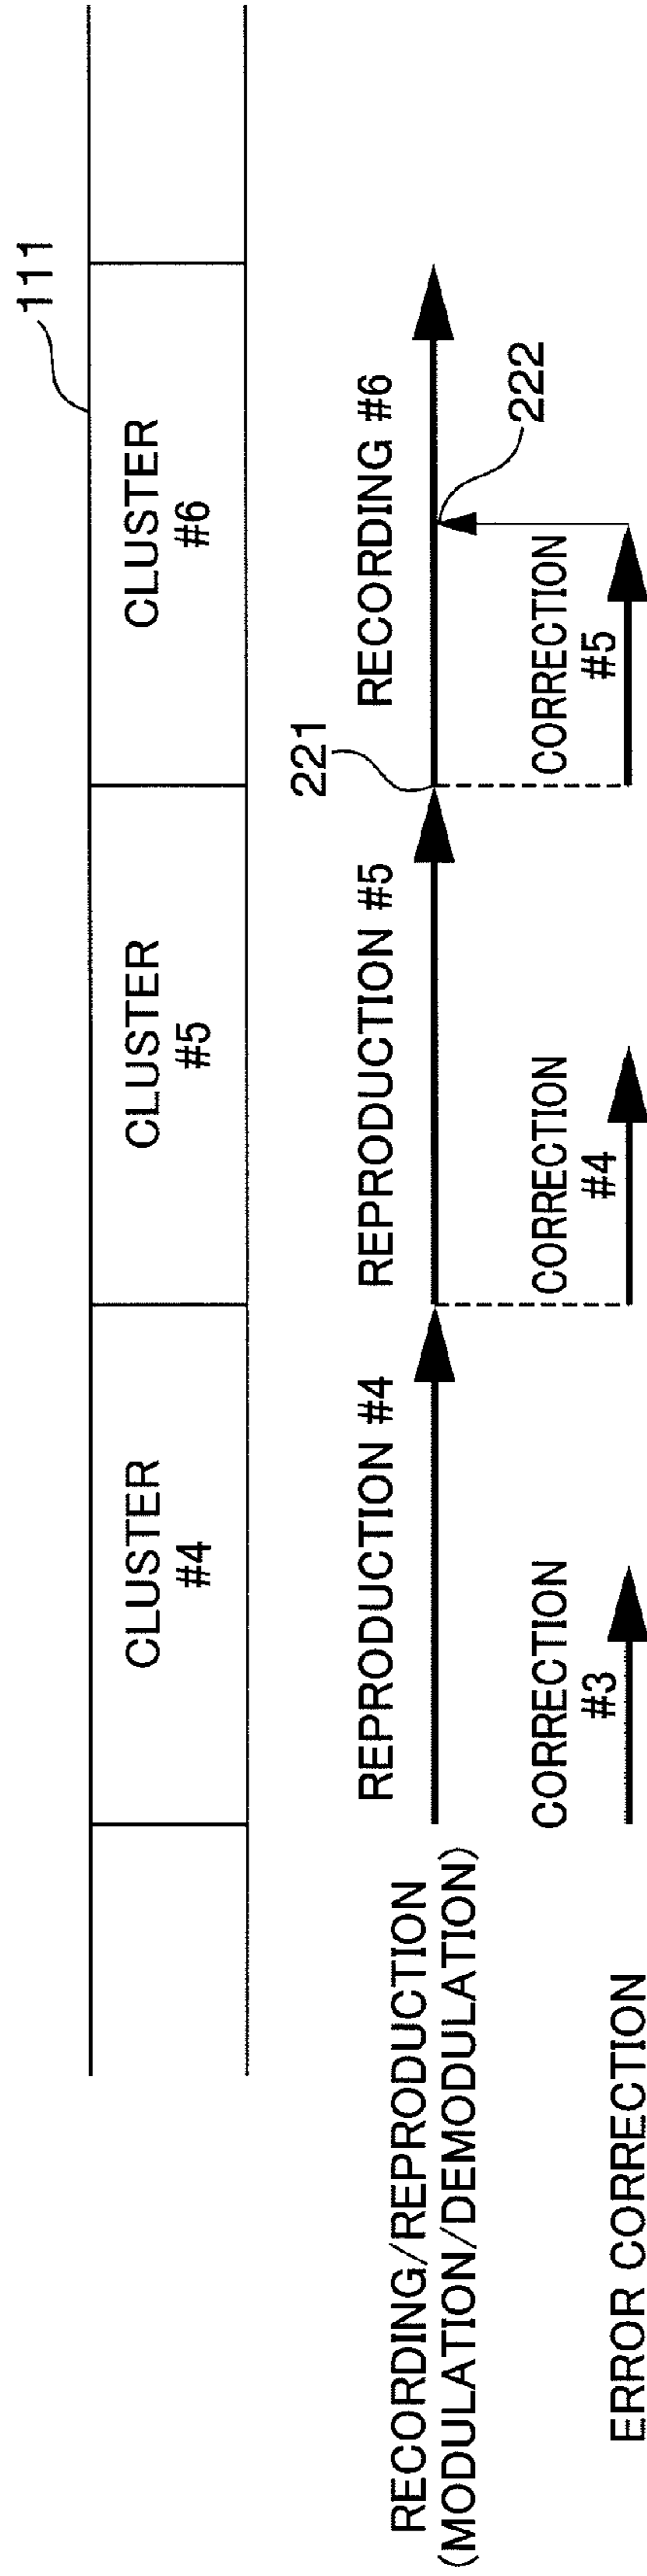 111
CLUSTER
#4
CLUSTER
#5
CLUSTER
#6
221
RECORDING/REPRODUCTION
(MODULATION/DEMODULATION)
REPRODUCTION #4
REPRODUCTION #5
RECORDING #6
222
ERROR CORRECTION
CORRECTION
#3
CORRECTION
#4
CORRECTION
#5